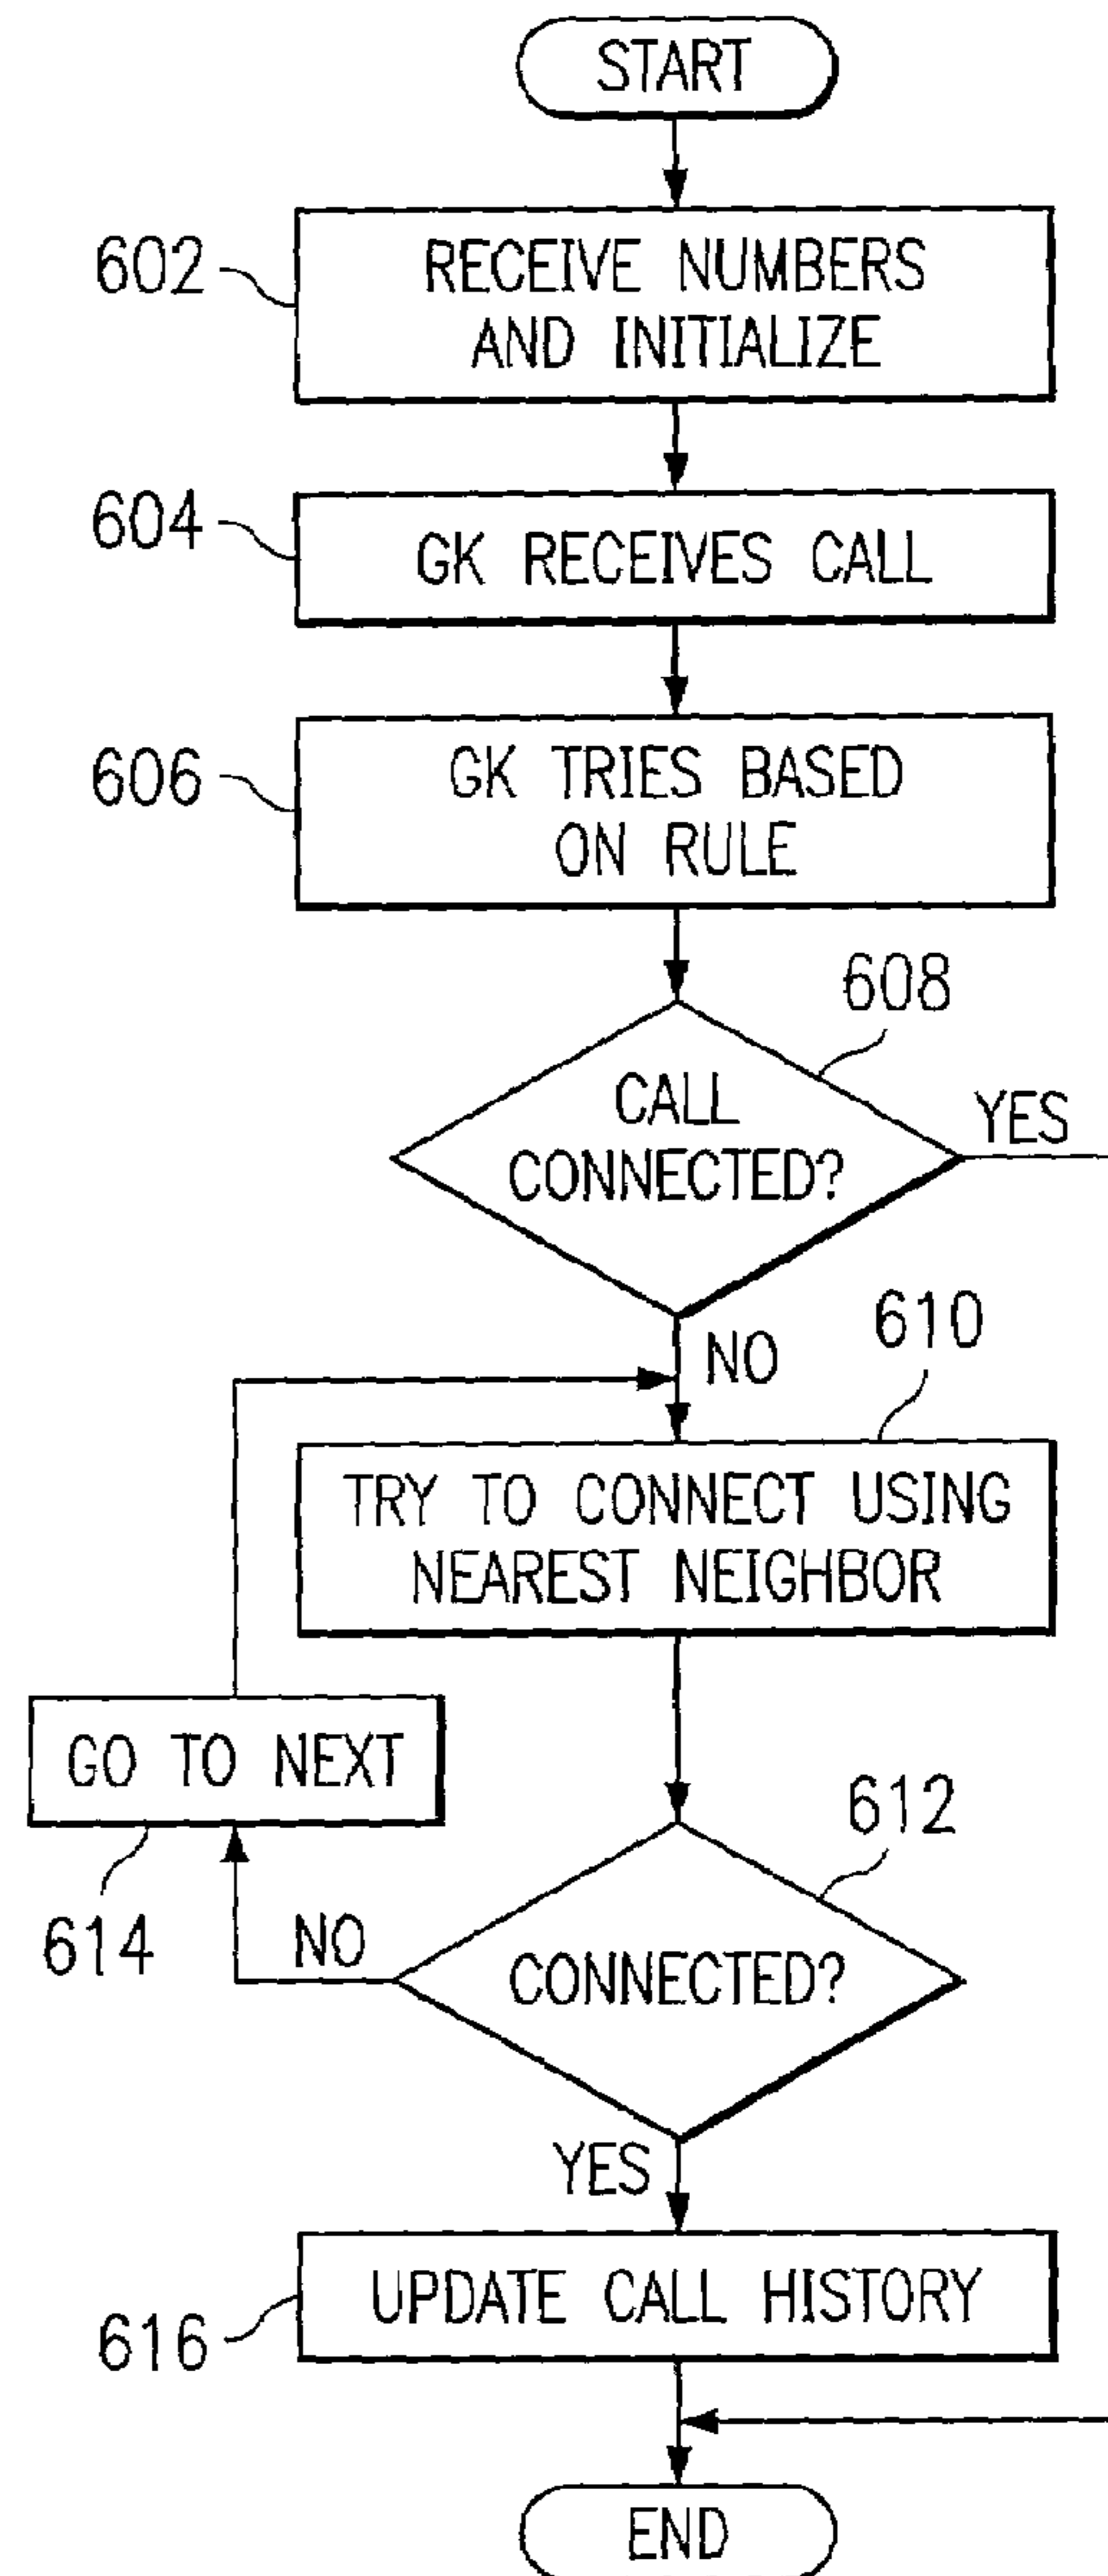 START
602
RECEIVE NUMBERS
AND INITIALIZE
604
GK RECEIVES CALL
606
GK TRIES BASED
ON RULE
608
CALL
CONNECTED?
YES
NO
610
TRY TO CONNECT USING
NEAREST NEIGHBOR
GO TO NEXT
614
612
NO
CONNECTED?
YES
616
UPDATE CALL HISTORY
END